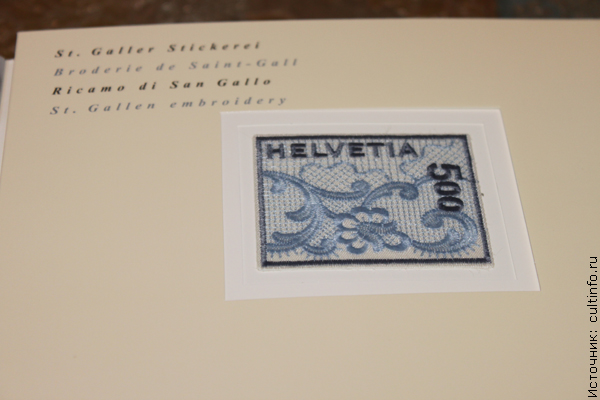 St. Galler Stickerei
Broderie de Saint-Gall
Ricamo di San Gallo
St. Gallen embroidery
HELVETIA
500
Источник: cultinfo.ru